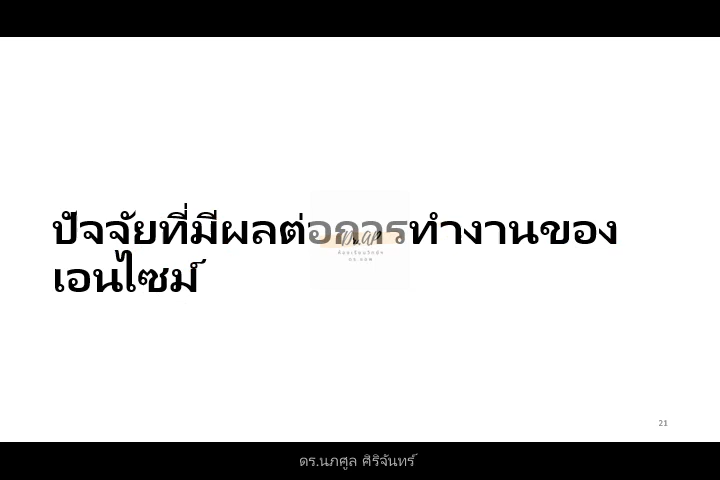 ปัจจัยที่มีผลต่อการทำงานของ
เอนไซม์
Dr.AP
21
ดร.นภศูล ศิริจันทร์